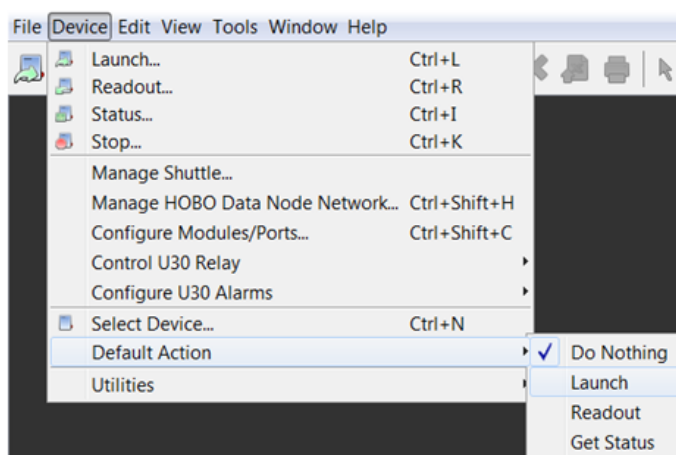 File Device Edit View Tools Window Help
Launch... Ctrl+L
Readout... Ctrl+R
Status... Ctrl+I
Stop... Ctrl+K
Manage Shuttle...
Manage HOBO Data Node Network... Ctrl+Shift+H
Configure Modules/Ports... Ctrl+Shift+C
Control U30 Relay
Configure U30 Alarms
Select Device... Ctrl+N
Default Action
Utilities
Do Nothing
Launch
Readout
Get Status